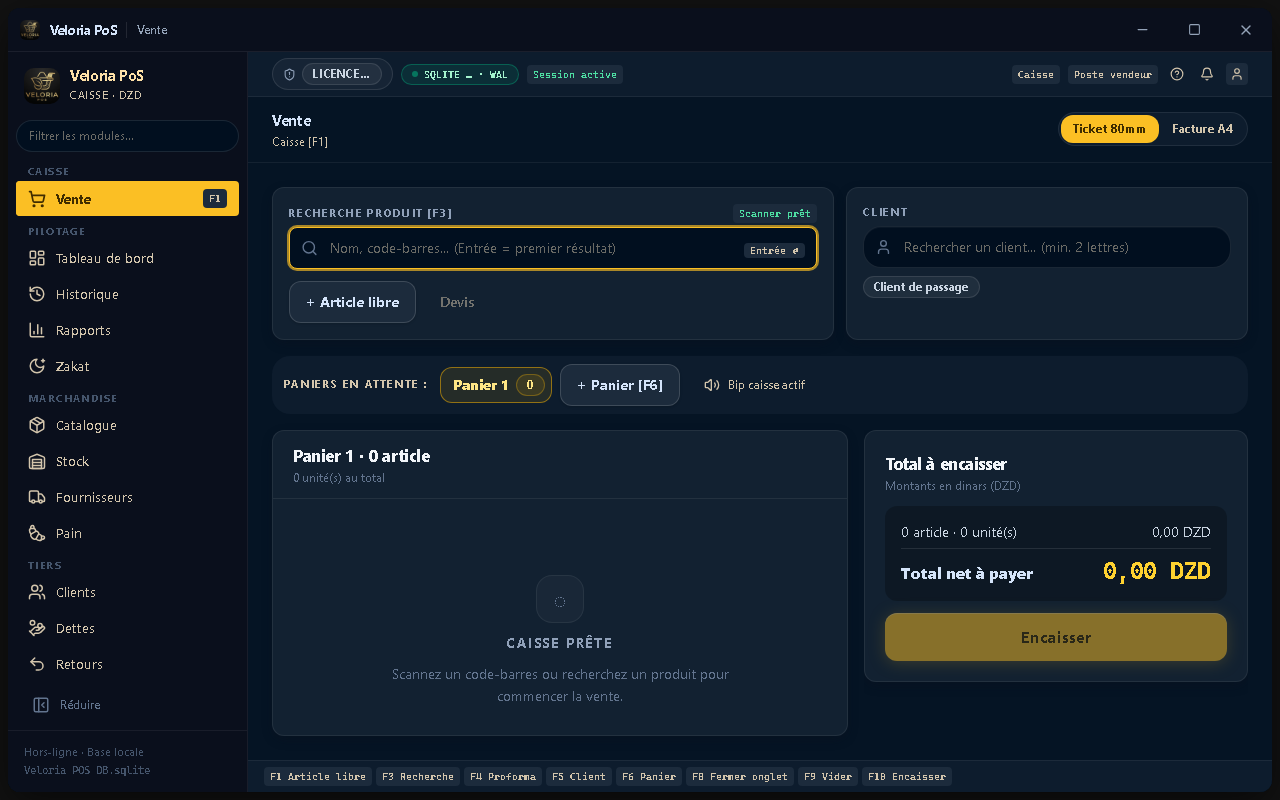 Veloria PoS
Vente
Veloria PoS
CAISSE · DZD
VELORIA
Filtrer les modules...
CAISSE
Vente F1
PILOTAGE
Tableau de bord
Historique
Rapports
Zakat
MARCHANDISE
Catalogue
Stock
Fournisseurs
Pain
TIERS
Clients
Dettes
Retours
Réduire
Hors-ligne · Base locale
Veloria POS DB.sqlite
LICENCE...
SQLITE … · WAL
Session active
Caisse
Poste vendeur
Vente
Caisse [F1]
Ticket 80mm
Facture A4
RECHERCHE PRODUIT [F3]
Scanner prêt
Nom, code-barres... (Entrée = premier résultat)
Entrée
+ Article libre
Devis
CLIENT
Rechercher un client... (min. 2 lettres)
Client de passage
PANIERS EN ATTENTE :
Panier 1 0
+ Panier [F6]
Bip caisse actif
Panier 1 · 0 article
0 unité(s) au total
CAISSE PRÊTE
Scannez un code-barres ou recherchez un produit pour
commencer la vente.
Total à encaisser
Montants en dinars (DZD)
0 article · 0 unité(s) 0,00 DZD
Total net à payer 0,00 DZD
Encaisser
F1 Article libre F3 Recherche F4 Proforma F5 Client F6 Panier F8 Fermer onglet F9 Vider F10 Encaisser